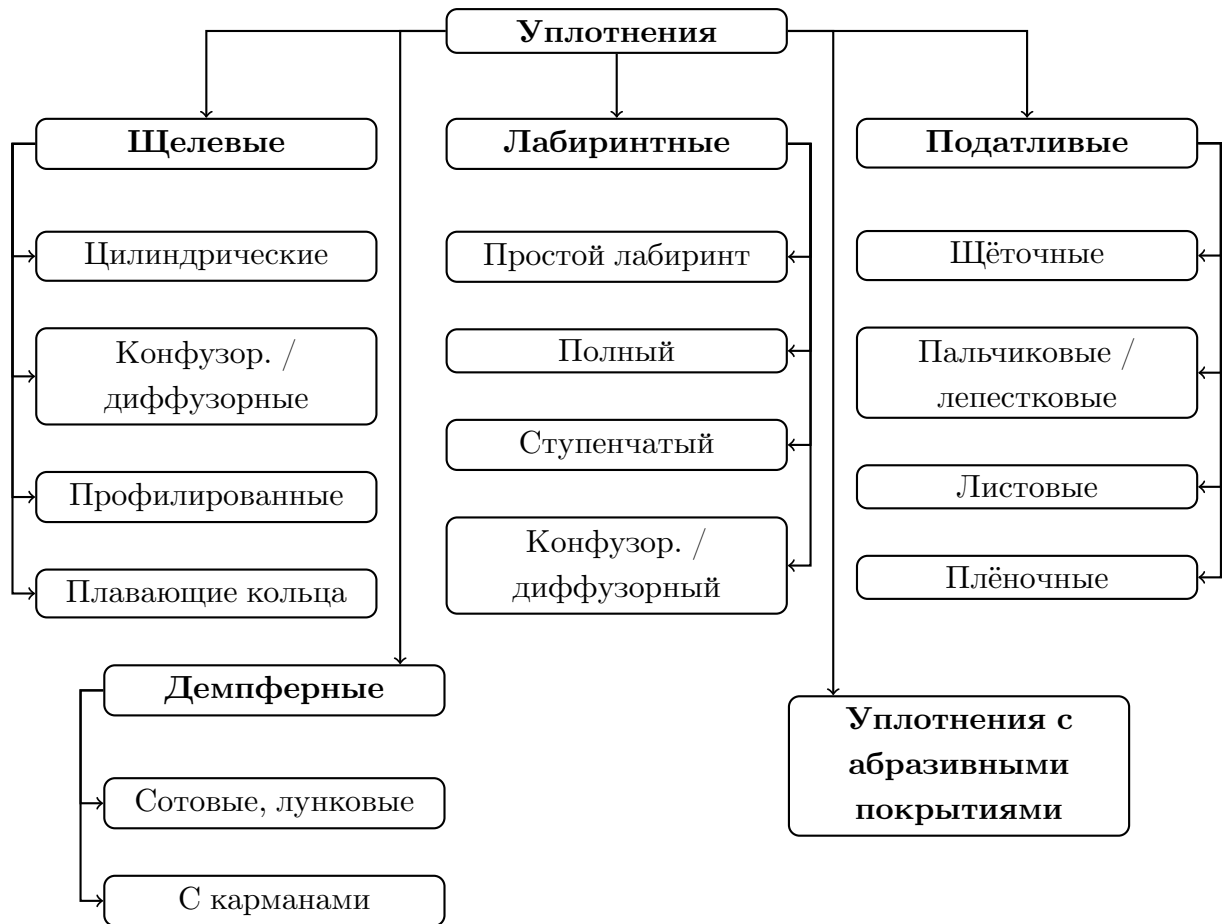 Уплотнения
Щелевые
Цилиндрические
Конфузор. /
диффузорные
Профилированные
Плавающие кольца
Лабиринтные
Простой лабиринт
Полный
Ступенчатый
Конфузор. /
диффузорный
Податливые
Щёточные
Пальчиковые /
лепестковые
Листовые
Плёночные
Демпферные
Сотовые, лунковые
С карманами
Уплотнения с
абразивными
покрытиями